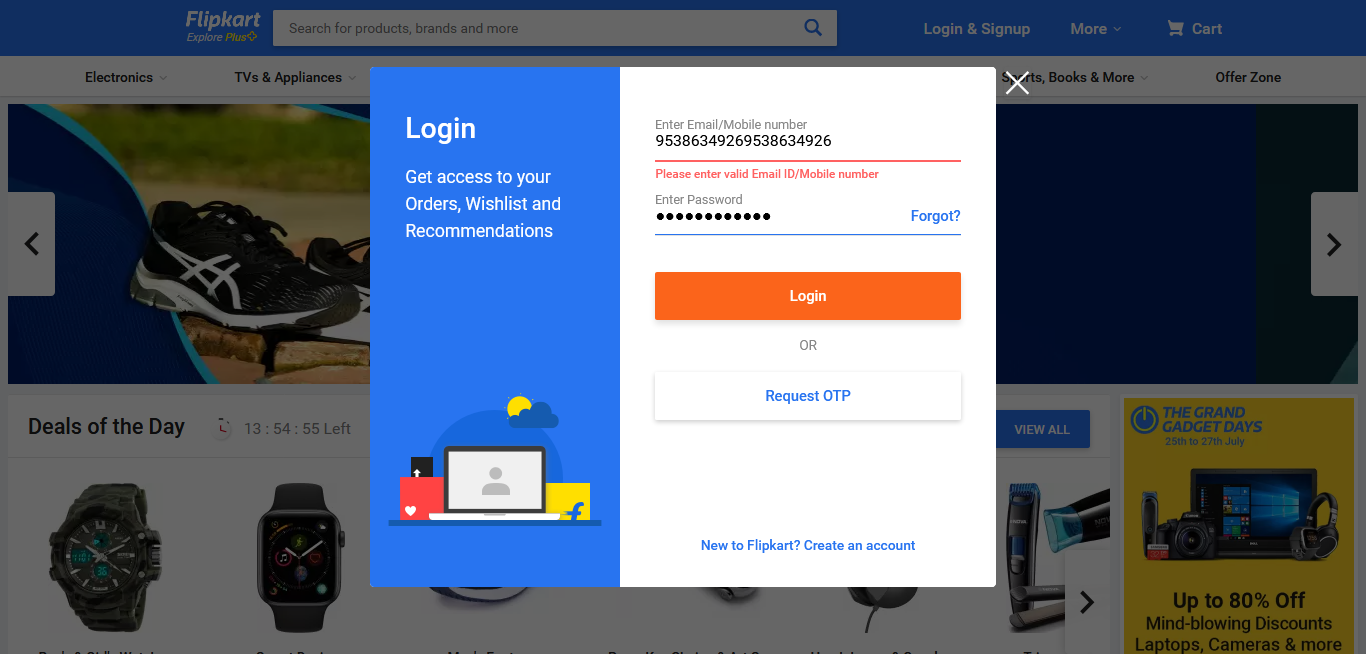 Flipkart
Explore Plus
Search for products, brands and more
Login & Signup
More
Cart
Electronics
TVs & Appliances
Sports, Books & More
Offer Zone
Login
Get access to your
Orders, Wishlist and
Recommendations
Enter Email/Mobile number
95386349269538634926
Please enter valid Email ID/Mobile number
Enter Password
Forgot?
Login
OR
Request OTP
New to Flipkart? Create an account
Deals of the Day
13 : 54 : 55 Left
VIEW ALL
THE GRAND
GADGET DAYS
25th to 27th July
Up to 80% Off
Mind-blowing Discounts
Laptops, Cameras & more